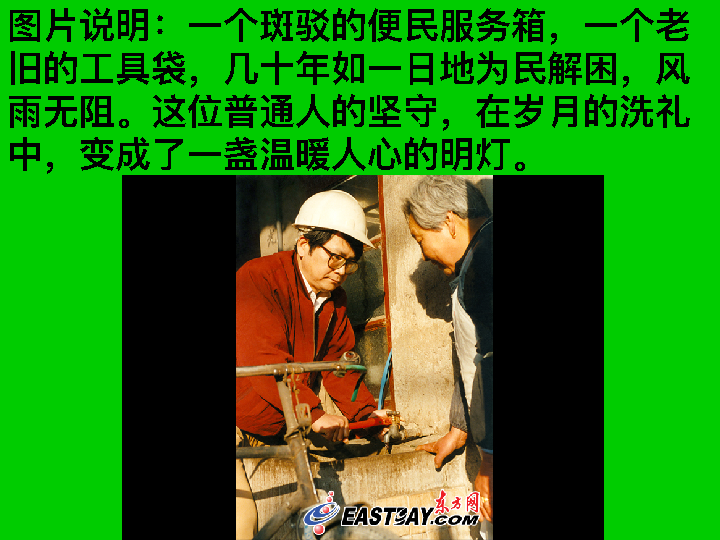 图片说明：一个斑驳的便民服务箱，一个老
旧的工具袋，几十年如一日地为民解困，风
雨无阻。这位普通人的坚守，在岁月的洗礼
中，变成了一盏温暖人心的明灯。
东方网
EASTDAY.COM